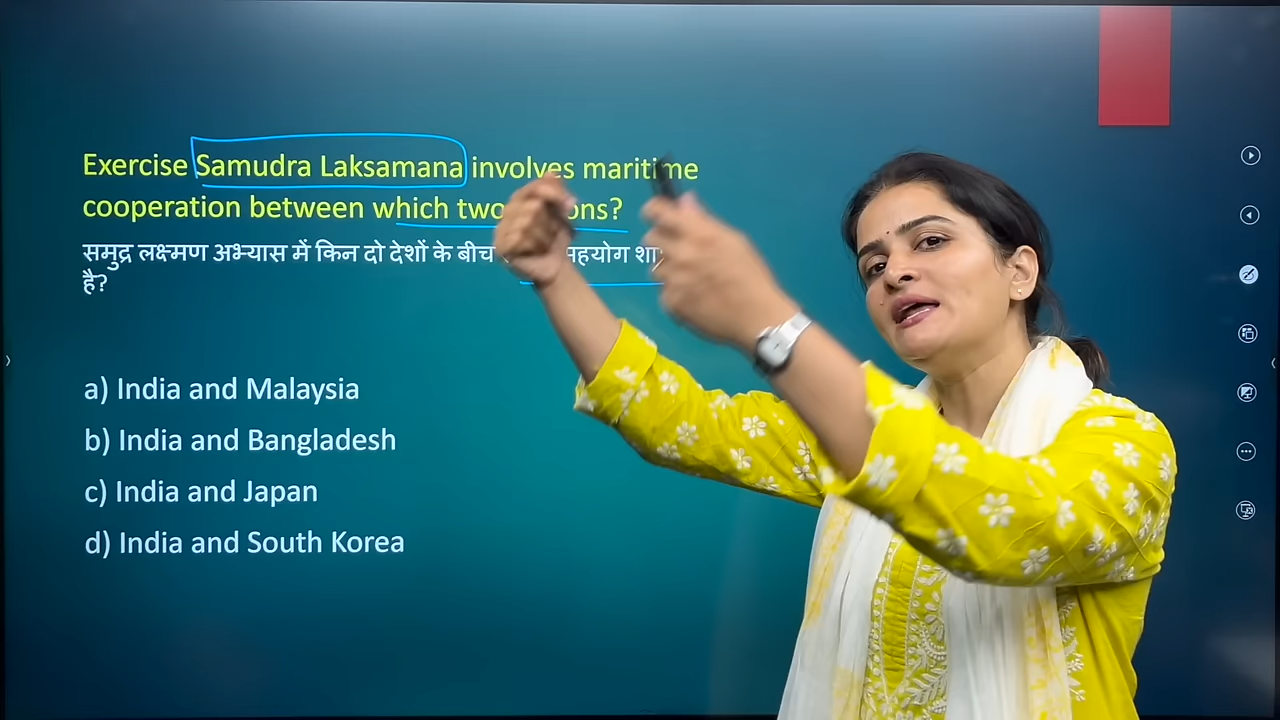 Exercise Samudra Laksamana involves maritime
cooperation between which two
समुद्र लक्ष्मण अभ्यास में किन दो देशों के बीच सहयोग
है?
a) India and Malaysia
b) India and Bangladesh
c) India and Japan
d) India and South Korea